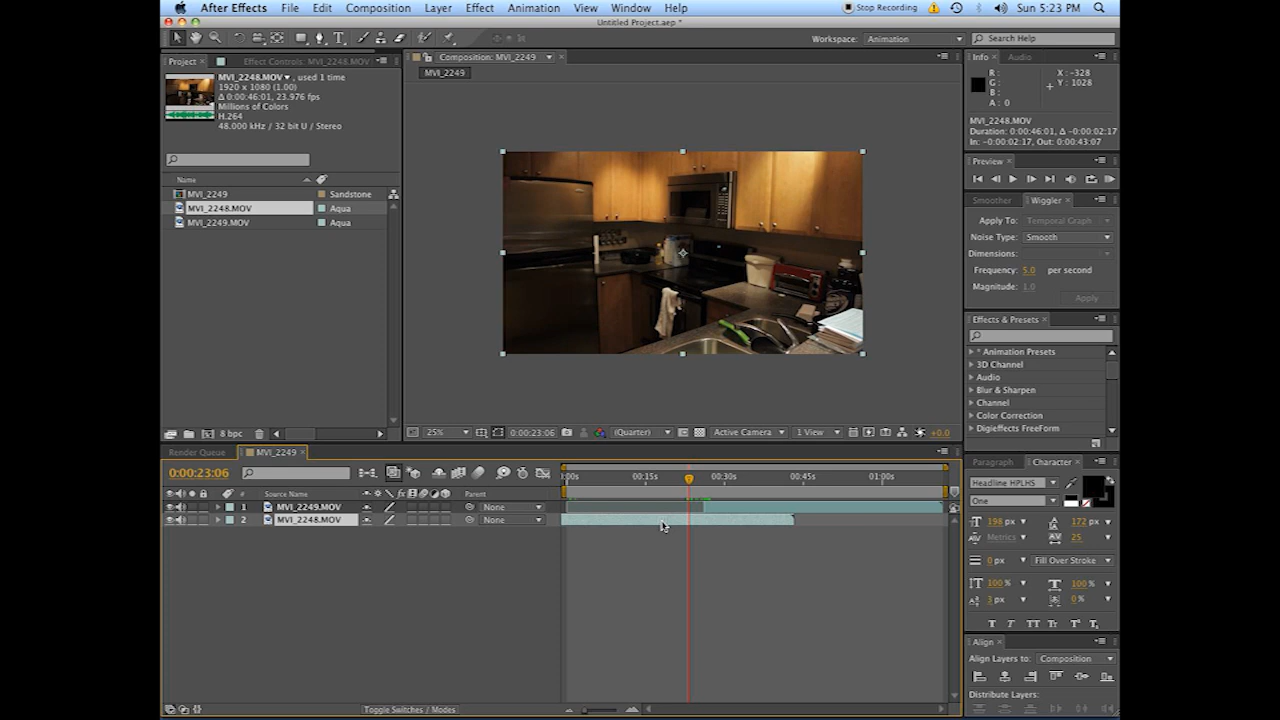 After Effects File Edit Composition Layer Effect Animation View Window Help Stop Recording Sun 5:23 PM
Untitled Project.aep *
Workspace: Animation Search Help
Project × Effect Controls: MVI_2248.MOV
MVI_2248.MOV▼, used 1 time
1920 x 1080 (1.00)
Δ 0:00:46:01, 23.976 fps
Millions of Colors
H.264
48.000 kHz / 32 bit U / Stereo
Name
MVI_2249 Sandstone
MVI_2248.MOV Aqua
MVI_2249.MOV Aqua
8 bpc
Composition: MVI_2249
MVI_2249
25% 0:00:23:06 (Quarter) Active Camera 1 View +0.0
Info × Audio
R: X: -328
G: Y: 1028
B:
A: 0
MVI_2248.MOV
Duration: 0:00:46:01, Δ -0:00:02:17
In: -0:00:02:17, Out: 0:00:43:07
Preview ×
Smoother Wiggler ×
Apply To: Temporal Graph
Noise Type: Smooth
Dimensions:
Frequency: 5.0 per second
Magnitude: 1.0
Apply
Effects & Presets ×
* Animation Presets
3D Channel
Audio
Blur & Sharpen
Channel
Color Correction
Digieffects FreeForm
Paragraph Character ×
Headline HPLHS
One
198 px 172 px
Metrics 25
0 px Fill Over Stroke
100% 100%
3 px 0%
T T TT Tт T¹ T₁
Align ×
Align Layers to: Composition
Distribute Layers:
Render Queue MVI_2249 ×
0:00:23:06
:00s 00:15s 00:30s 00:45s 01:00s
# Source Name Parent
1 MVI_2249.MOV None
2 MVI_2248.MOV None
Toggle Switches / Modes